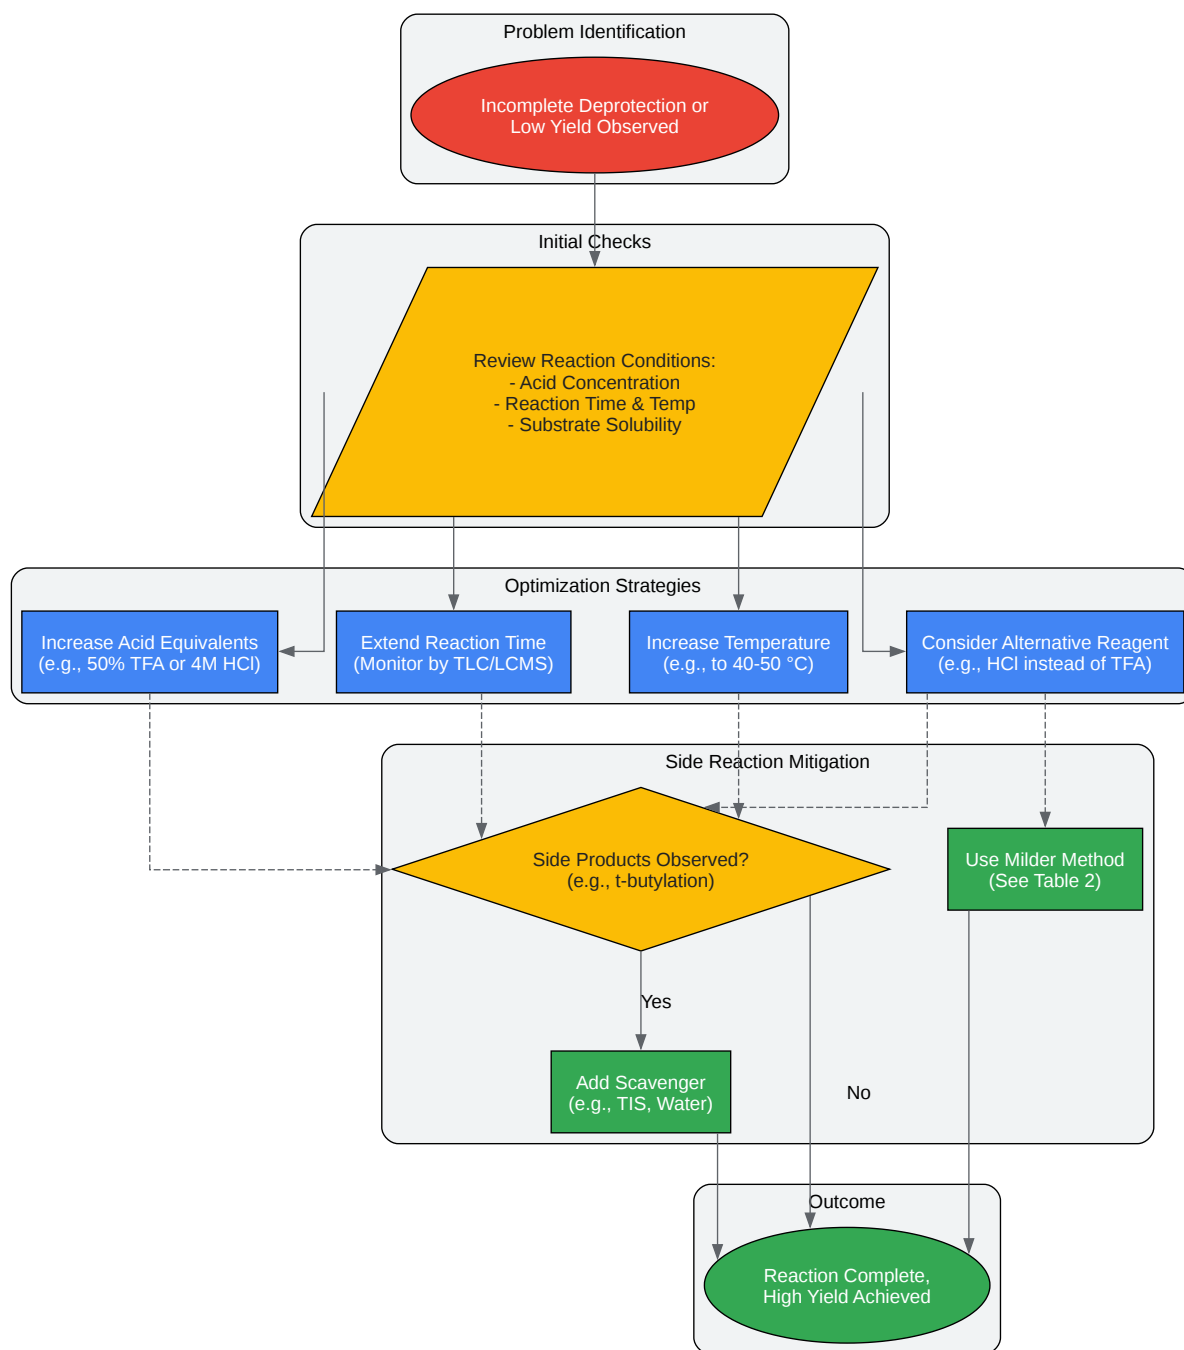 Problem Identification
Incomplete Deprotection or
Low Yield Observed
Initial Checks
Review Reaction Conditions:
- Acid Concentration
- Reaction Time & Temp
- Substrate Solubility
Optimization Strategies
Increase Acid Equivalents
(e.g., 50% TFA or 4M HCl)
Extend Reaction Time
(Monitor by TLC/LCMS)
Increase Temperature
(e.g., to 40-50 °C)
Consider Alternative Reagent
(e.g., HCl instead of TFA)
Side Reaction Mitigation
Side Products Observed?
(e.g., t-butylation)
Use Milder Method
(See Table 2)
Yes
Add Scavenger
(e.g., TIS, Water)
No
Outcome
Reaction Complete,
High Yield Achieved